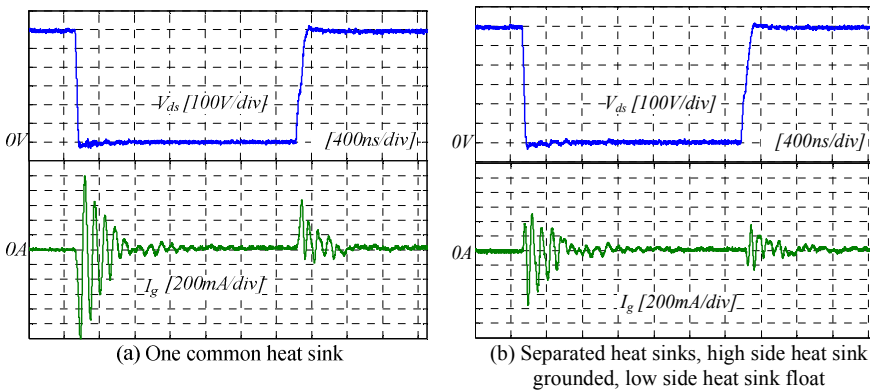 V_ds [100V/div]
0V
[400ns/div]
0A
I_g [200mA/div]
(a) One common heat sink
V_ds [100V/div]
0V
[400ns/div]
0A
I_g [200mA/div]
(b) Separated heat sinks, high side heat sink
grounded, low side heat sink float